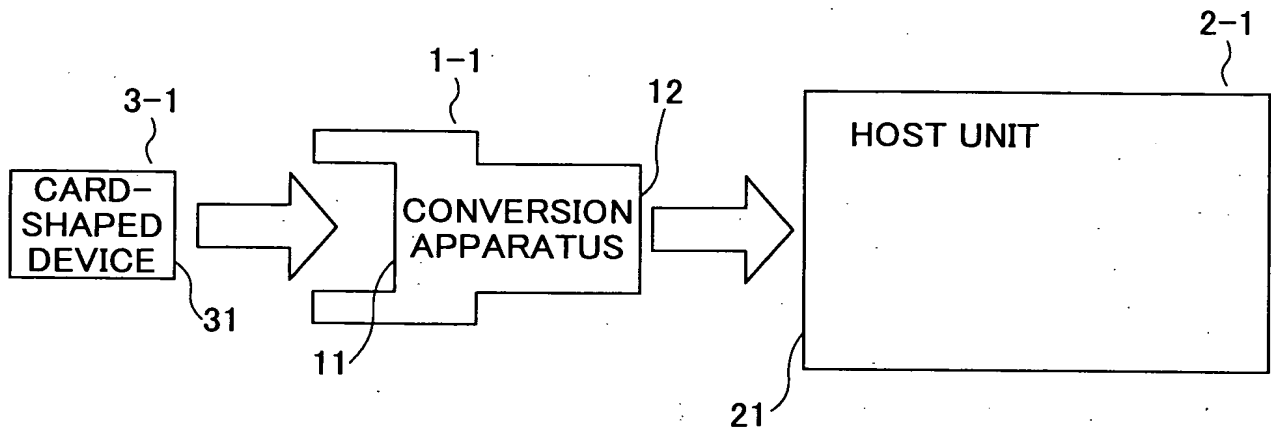 2-1
1-1
3-1
12
HOST UNIT
CARD-
SHAPED
DEVICE
CONVERSION
APPARATUS
31
11
21